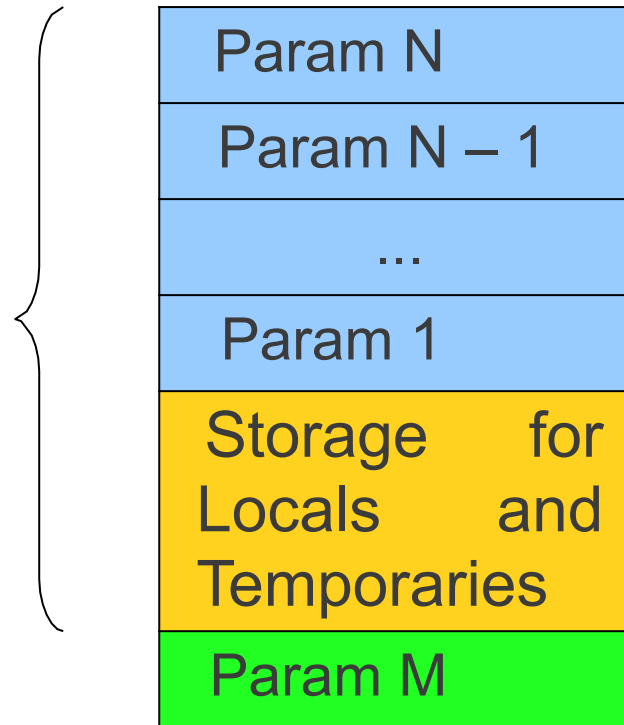 Param N
Param N – 1
...
Param 1
Storage for
Locals and
Temporaries
Param M